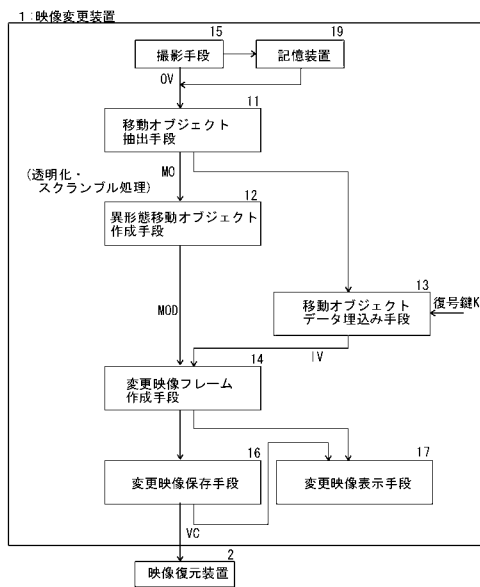 1:映像変更装置
15
撮影手段
19
記憶装置
OV
11
移動オブジェクト
抽出手段
(透明化・
スクランブル処理)
MO
12
異形態移動オブジェクト
作成手段
13
移動オブジェクト
データ埋込み手段
復号鍵K
MOD
IV
14
変更映像フレーム
作成手段
16
変更映像保存手段
17
変更映像表示手段
VC
2
映像復元装置